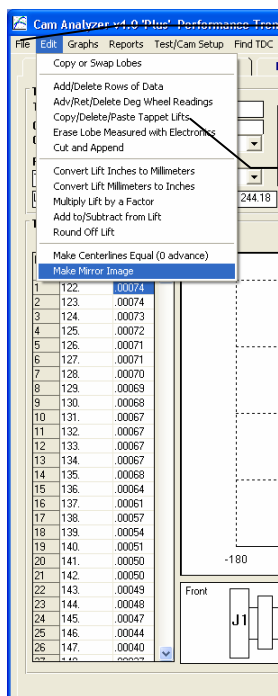 Cam Analyzer v4.0 'Plus' Performance Tren
File Edit Graphs Reports Test/Cam Setup Find TDC
Copy or Swap Lobes
Add/Delete Rows of Data
Adv/Ret/Delete Deg Wheel Readings
Copy/Delete/Paste Tappet Lifts
Erase Lobe Measured with Electronics
Cut and Append
Convert Lift Inches to Millimeters
Convert Lift Millimeters to Inches
Multiply Lift by a Factor
Add to/Subtract from Lift
Round Off Lift
Make Centerlines Equal (0 advance)
Make Mirror Image
244.18
1 122. .00074
2 123. .00074
3 124. .00073
4 125. .00072
5 126. .00071
6 127. .00071
7 128. .00070
8 129. .00069
9 130. .00068
10 131. .00067
11 132. .00067
12 133. .00067
13 134. .00067
14 135. .00068
15 136. .00064
16 137. .00061
17 138. .00057
18 139. .00054
19 140. .00051
20 141. .00050
21 142. .00050
22 143. .00049
23 144. .00048
24 145. .00047
25 146. .00044
26 147. .00040
-180
Front
J1